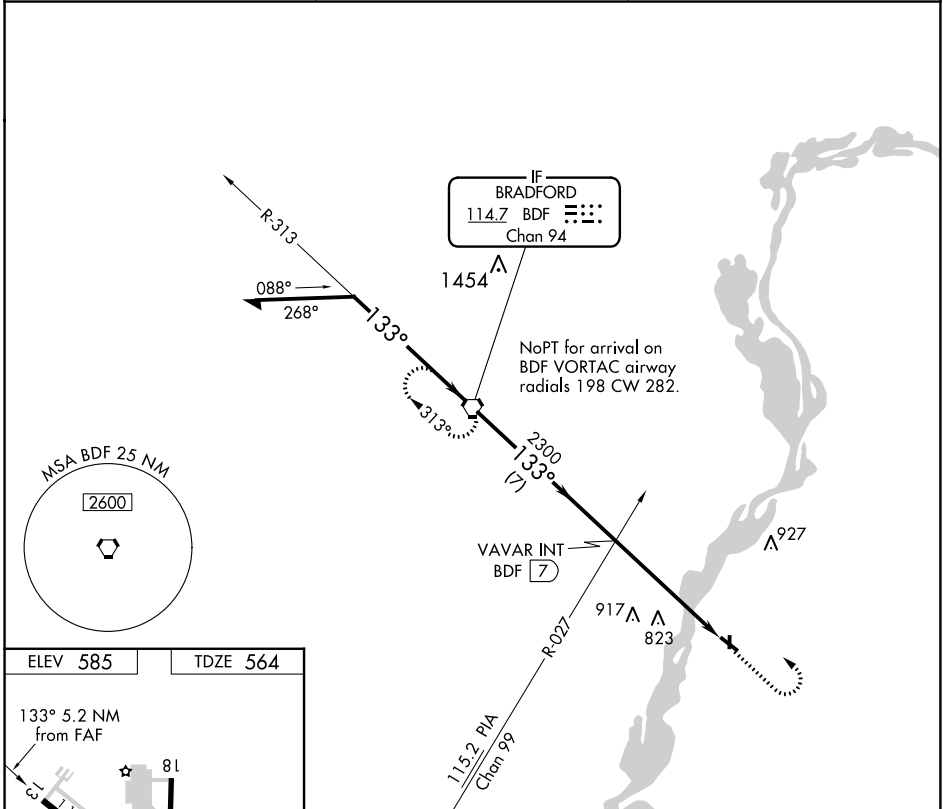 IF
BRADFORD
114.7 BDF
Chan 94
R-313
1454
088°
268°
133°
NoPT for arrival on
BDF VORTAC airway
radials 198 CW 282.
313°
2300
133°
(7)
MSA BDF 25 NM
2600
VAVAR INT
BDF 7
927
917
823
R-027
115.2 PIA
Chan 99
ELEV 585
TDZE 564
133° 5.2 NM
from FAF
18
13